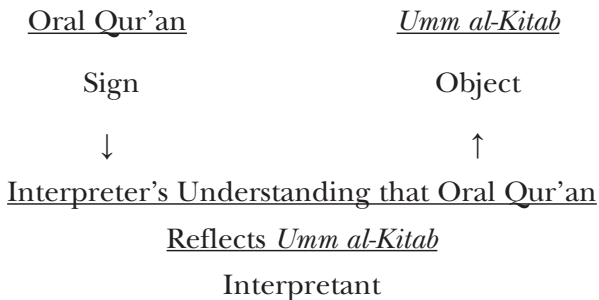 Oral Qur’an Umm al-Kitab
Sign Object
↓ ↑
Interpreter’s Understanding that Oral Qur’an
Reflects Umm al-Kitab
Interpretant